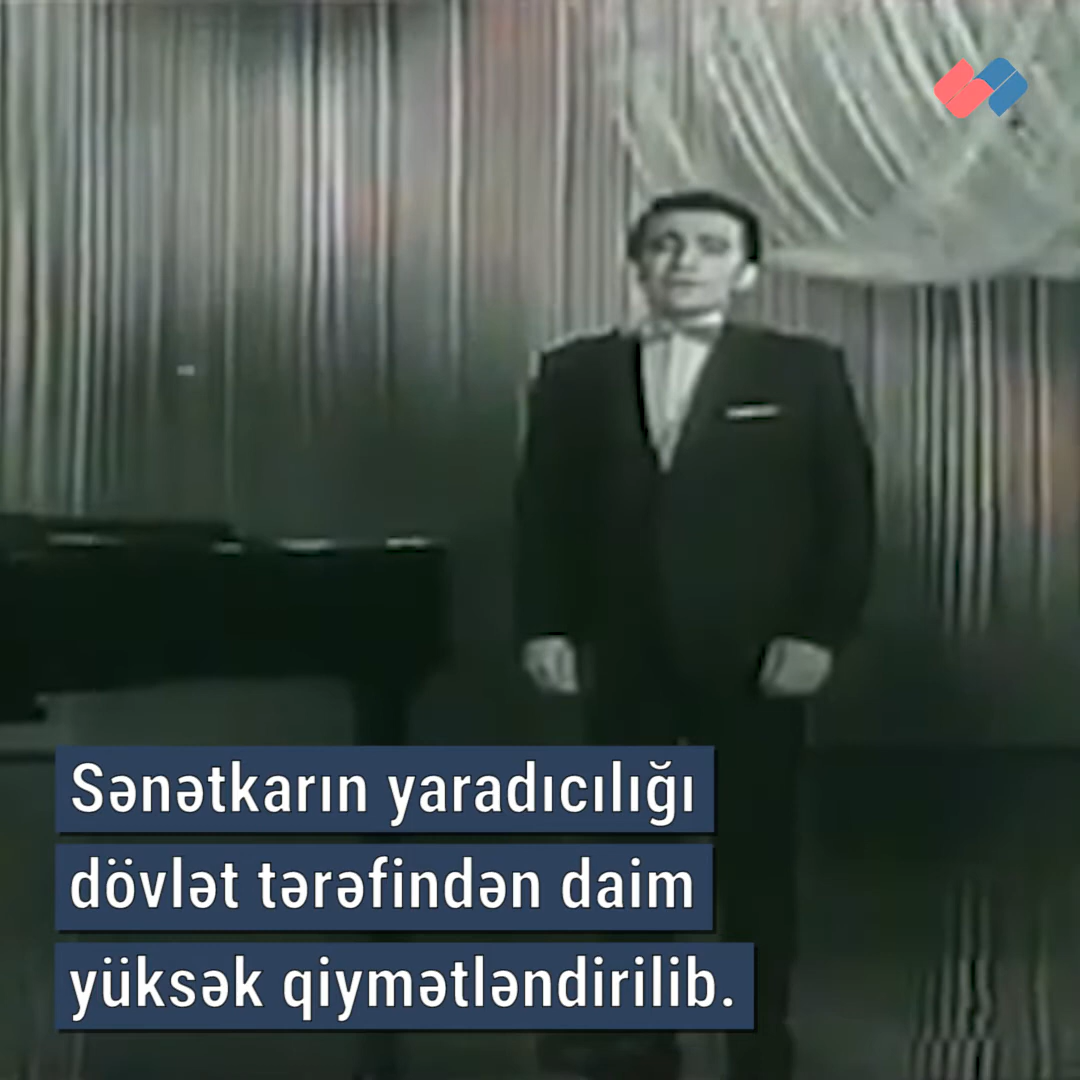 Sənətkarın yaradıcılığı
dövlət tərəfindən daim
yüksək qiymətləndirilib.